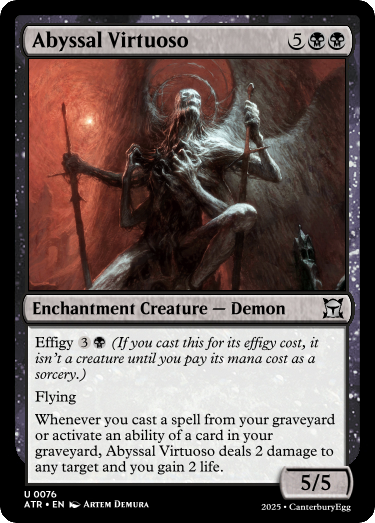 Abyssal Virtuoso 5
Enchantment Creature — Demon
Effigy 3 (If you cast this for its effigy cost, it
isn't a creature until you pay its mana cost as a
sorcery.)
Flying
Whenever you cast a spell from your graveyard
or activate an ability of a card in your
graveyard, Abyssal Virtuoso deals 2 damage to
any target and you gain 2 life.
5/5
U 0076
ATR • EN Artem Demura
2025 • CanterburyEgg